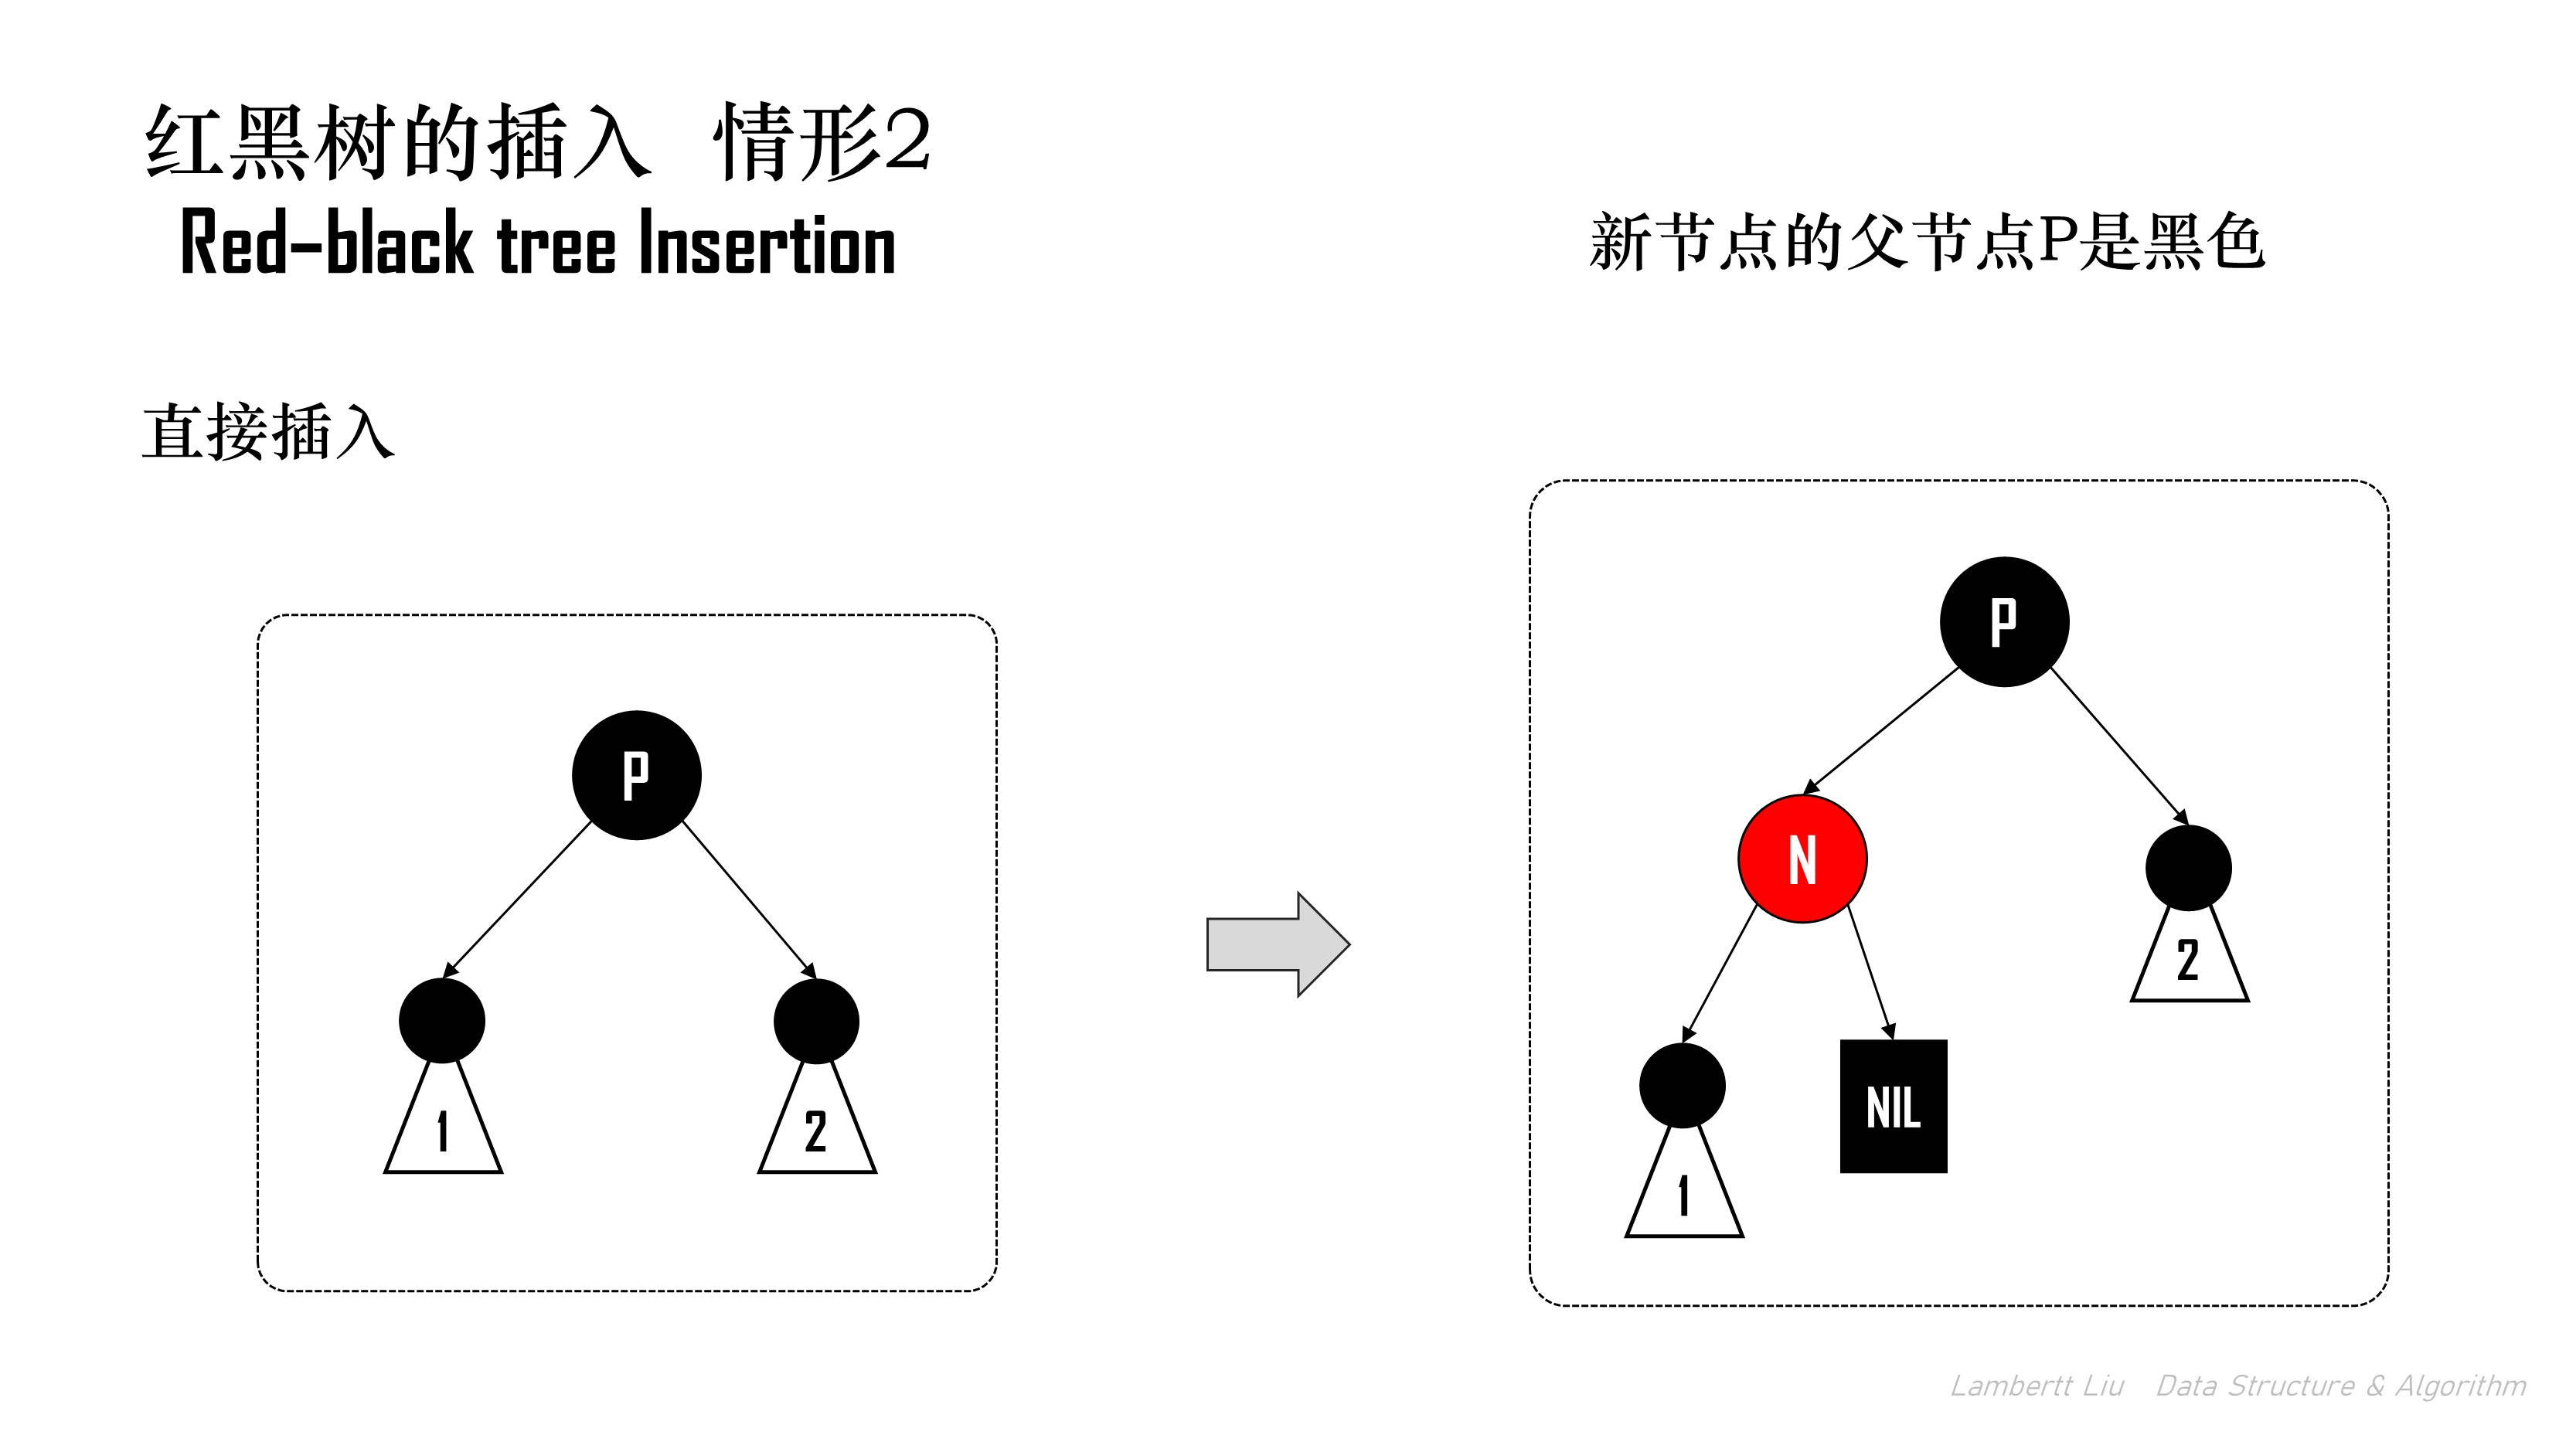 红黑树的插入 情形2
Red-black tree Insertion
新节点的父节点P是黑色
直接插入
P
1
2
P
N
2
NIL
1
Lambertt Liu Data Structure & Algorithm